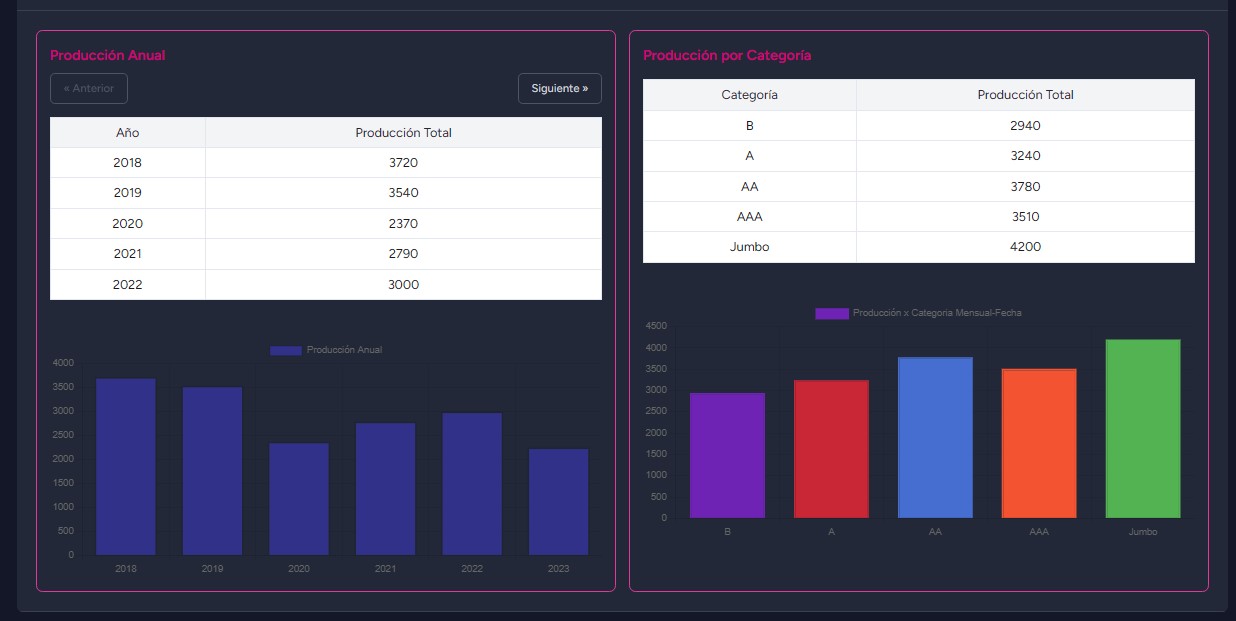 Producción Anual
« Anterior
Siguiente »
Año Producción Total
2018 3720
2019 3540
2020 2370
2021 2790
2022 3000
Producción Anual
4000
3500
3000
2500
2000
1500
1000
500
0
2018 2019 2020 2021 2022 2023
Producción por Categoría
Categoría Producción Total
B 2940
A 3240
AA 3780
AAA 3510
Jumbo 4200
Producción x Categoria Mensual-Fecha
4500
4000
3500
3000
2500
2000
1500
1000
500
0
B A AA AAA Jumbo